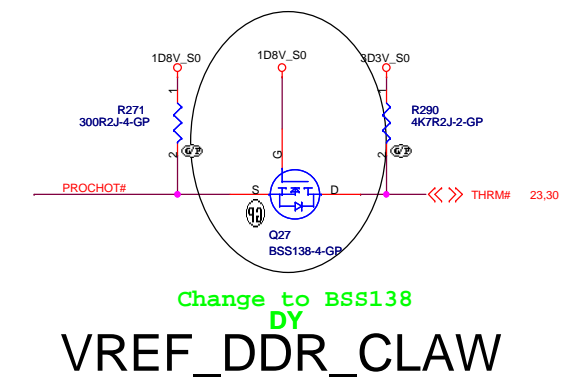 1D8V_S0
1D8V_S0
3D3V_S0
1
1
R271
300R2J-4-GP
R290
4K7R2J-2-GP
2
G/P
G
2
G/P
PROCHOT#
S
D
THRM#
23,30
GP
Q27
BSS138-4-GP
Change to BSS138
DY
VREF_DDR_CLAW